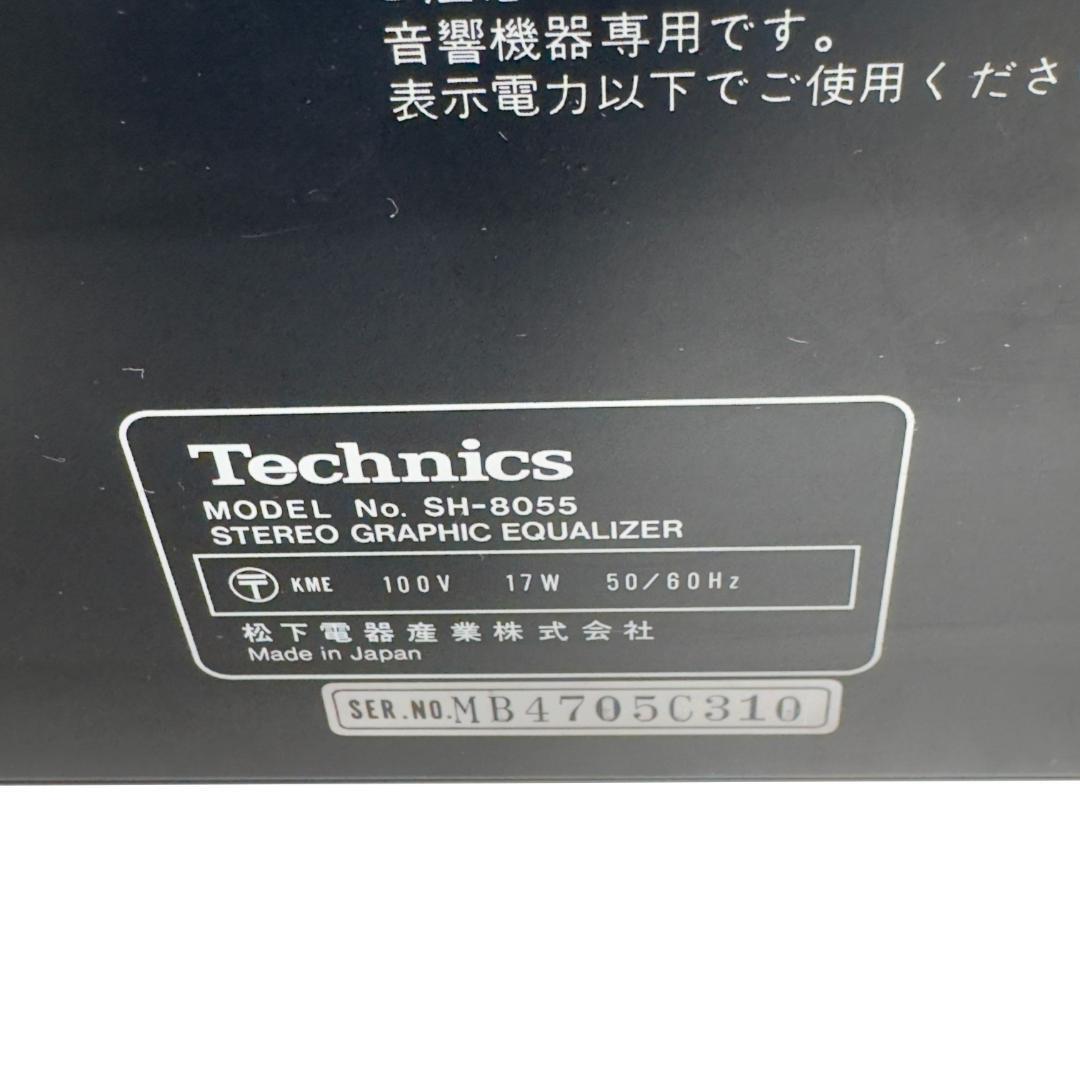 音響機器専用です。
表示電力以下でご使用くださ
Technics
MODEL No. SH-8055
STEREO GRAPHIC EQUALIZER
KME 100V 17W 50/60Hz
松下電器産業株式会社
Made in Japan
SER.NO.MB4705C310